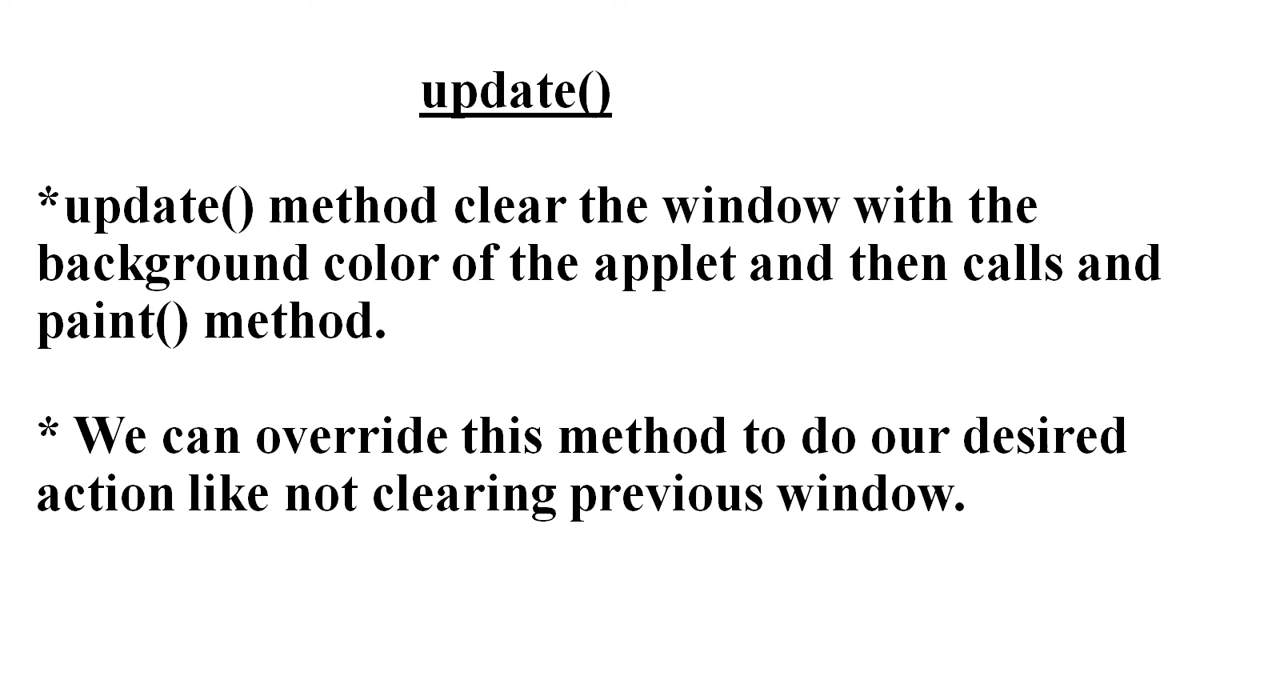 update()
*update() method clear the window with the
background color of the applet and then calls and
paint() method.
* We can override this method to do our desired
action like not clearing previous window.